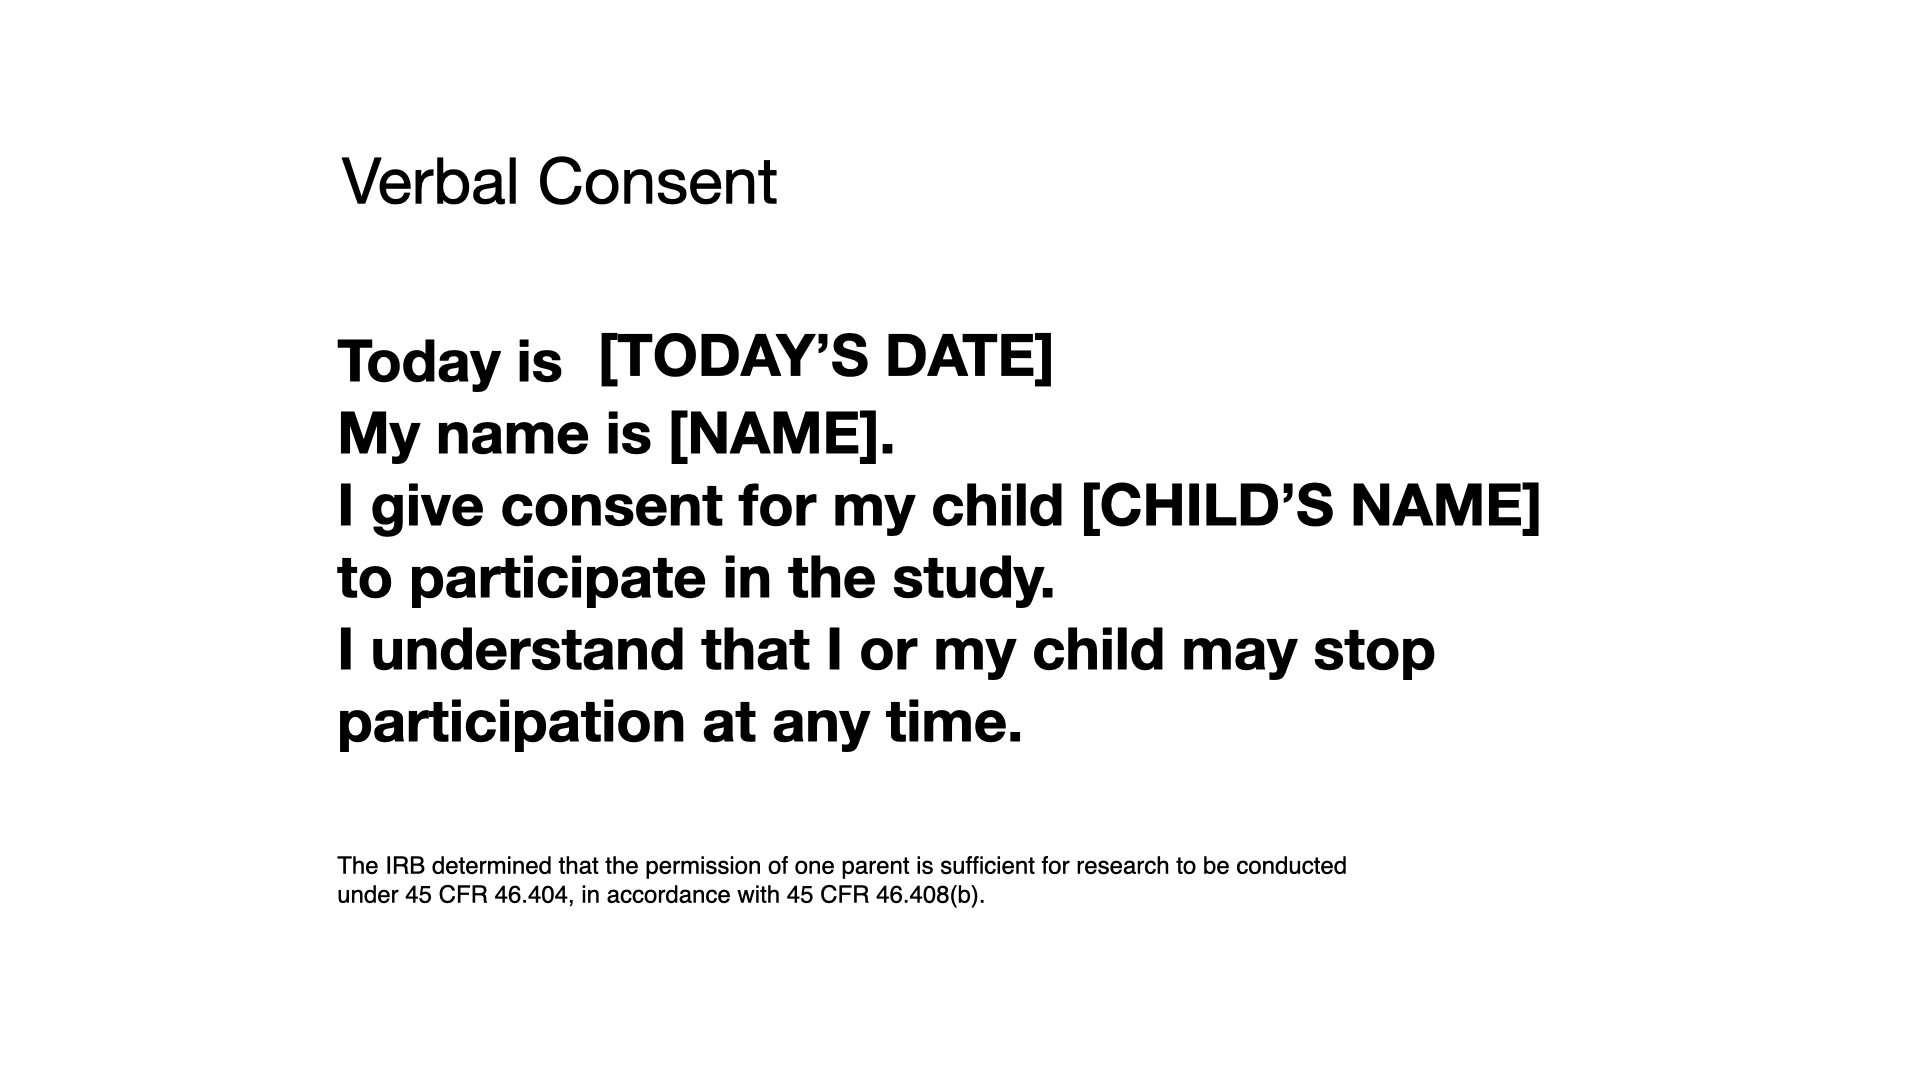 Verbal Consent
Today is [TODAY’S DATE]
My name is [NAME].
I give consent for my child [CHILD’S NAME]
to participate in the study.
I understand that I or my child may stop
participation at any time.
The IRB determined that the permission of one parent is sufficient for research to be conducted
under 45 CFR 46.404, in accordance with 45 CFR 46.408(b).